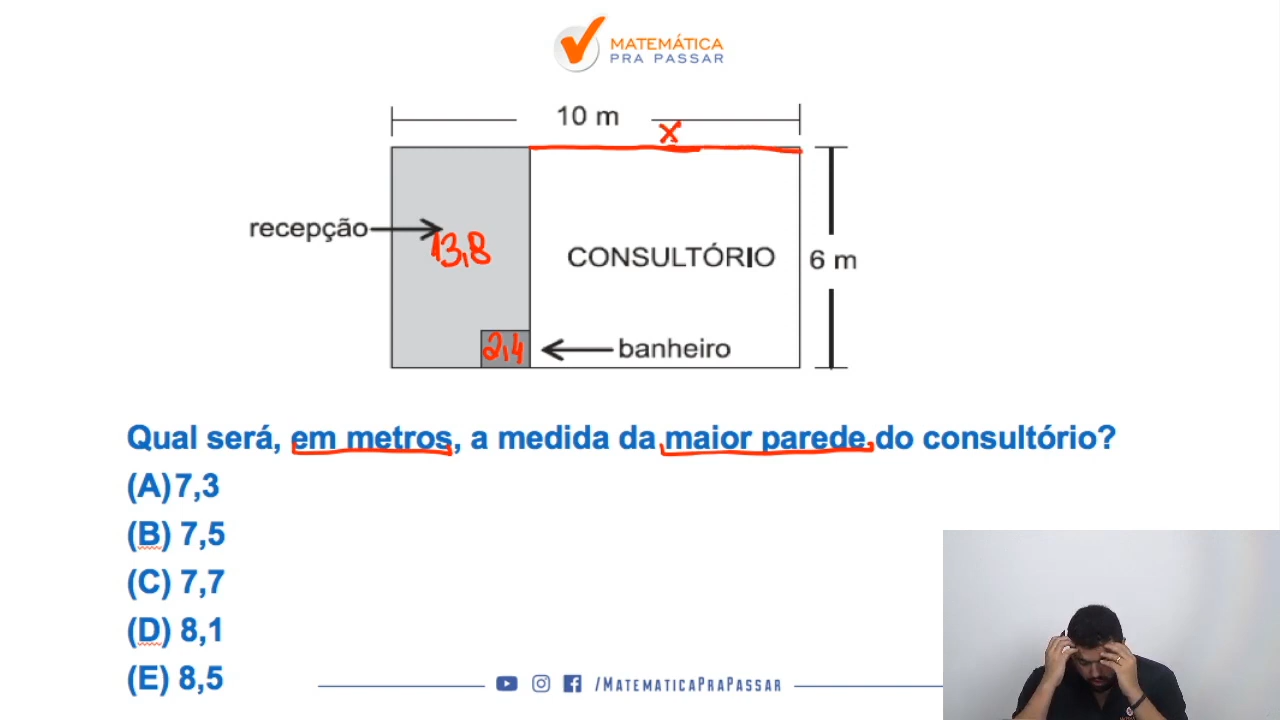 MATEMÁTICA
PRA PASSAR
10 m
x
recepção
13,8
CONSULTÓRIO
6 m
2,4
banheiro
Qual será, em metros, a medida da maior parede do consultório?
(A) 7,3
(B) 7,5
(C) 7,7
(D) 8,1
(E) 8,5
/MATEMATICAPRAPASSAR